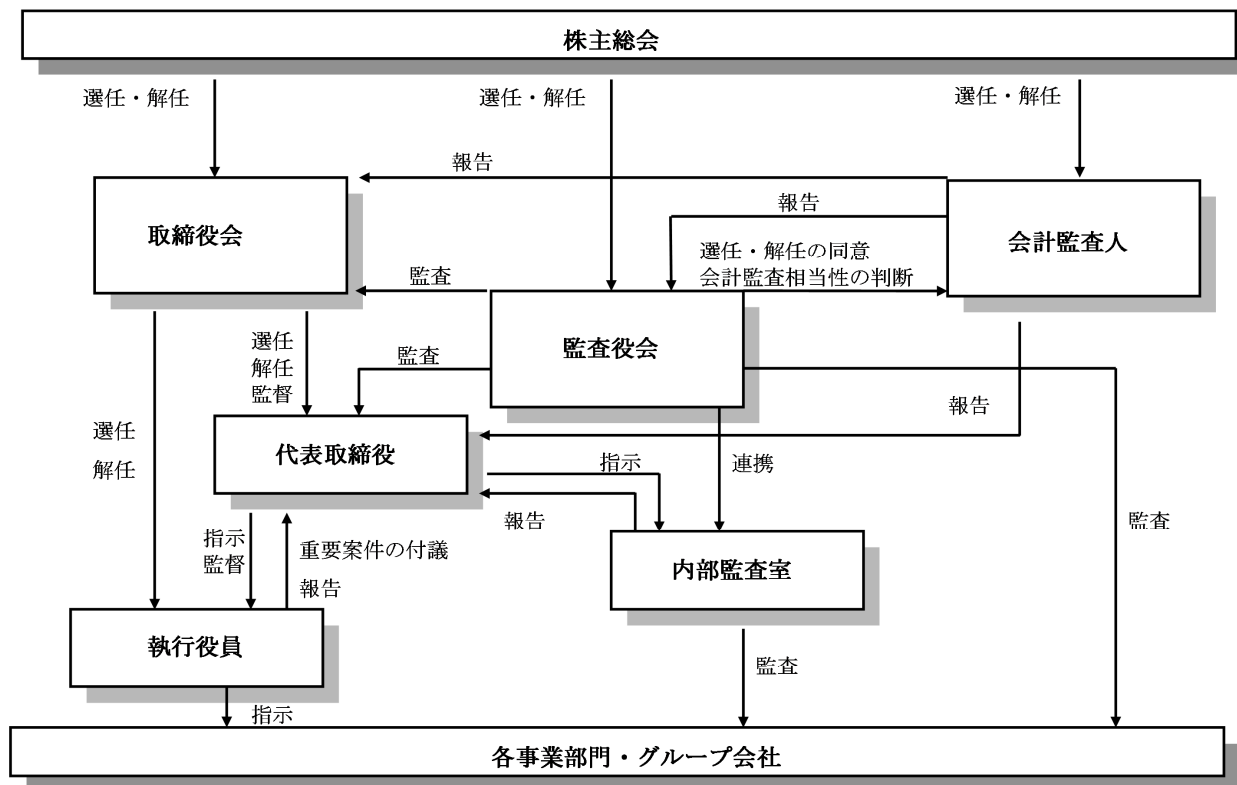 株主総会
選任・解任
選任・解任
選任・解任
報告
報告
取締役会
会計監査人
選任・解任の同意
会計監査相当性の判断
監査
選任
解任
監督
監査役会
監査
報告
選任
解任
代表取締役
指示
連携
報告
監査
指示
監督
重要案件の付議
報告
内部監査室
執行役員
監査
指示
各事業部門・グループ会社